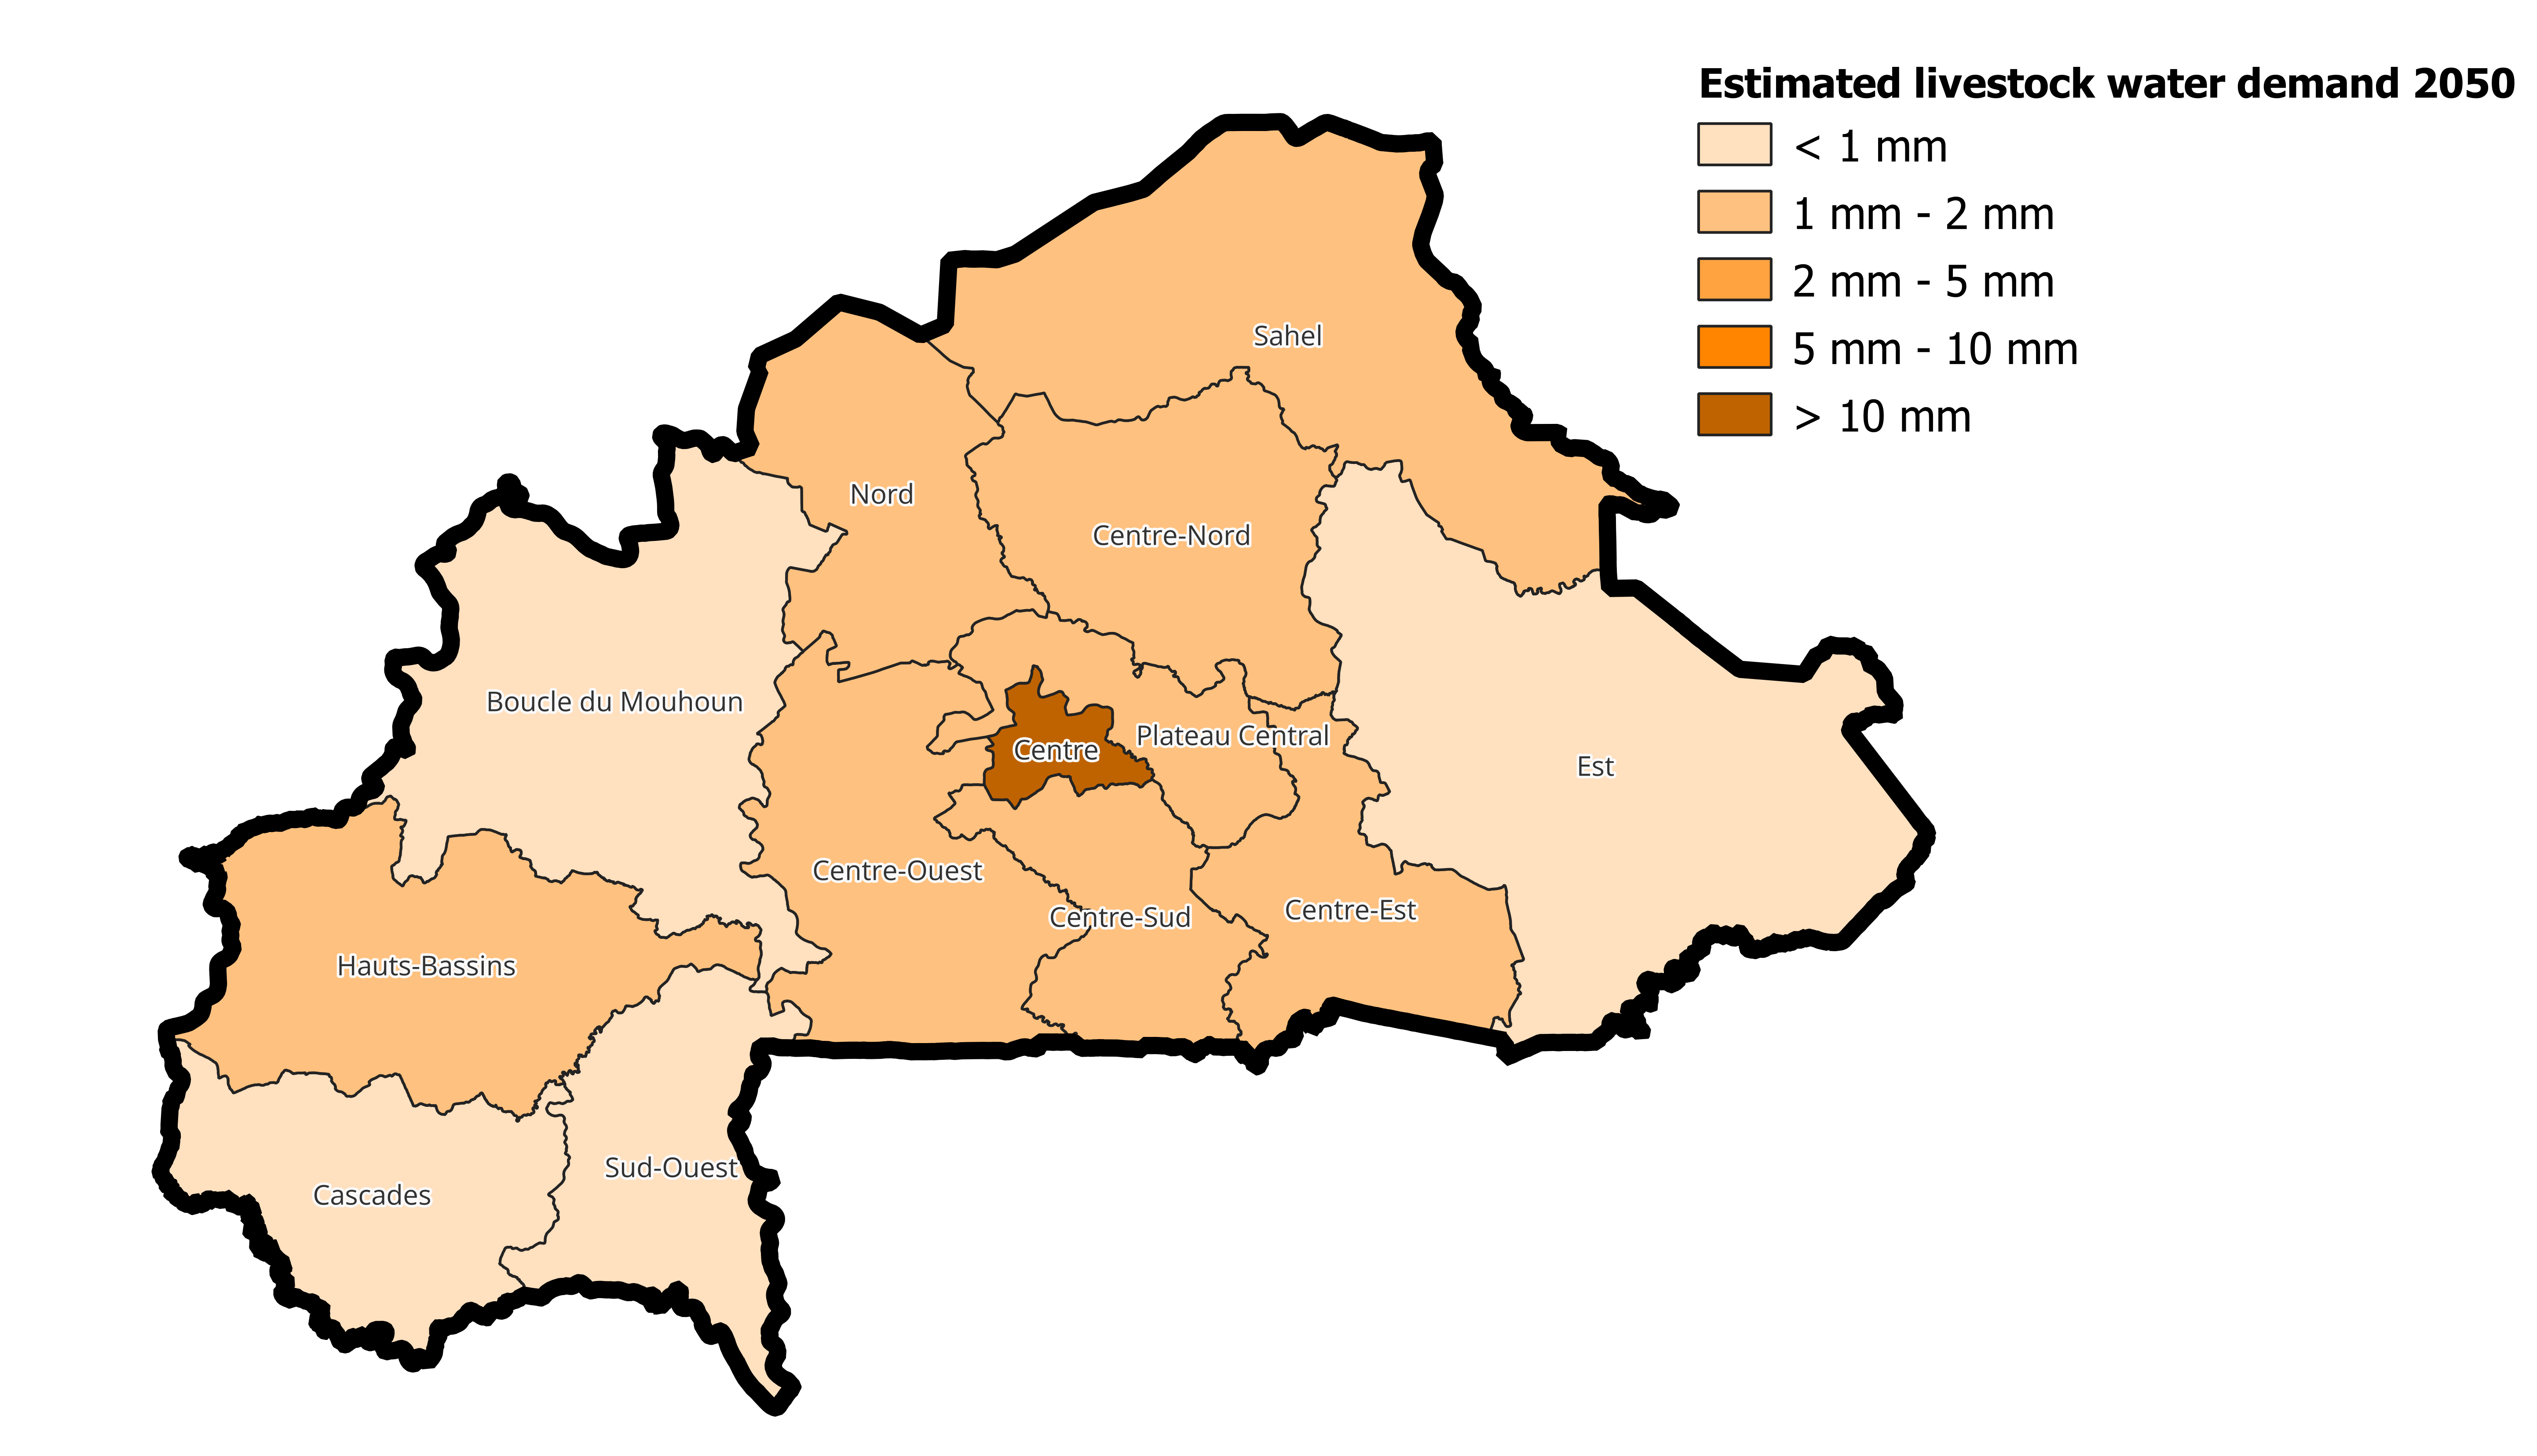 Estimated livestock water demand 2050
< 1 mm
1 mm - 2 mm
2 mm - 5 mm
5 mm - 10 mm
> 10 mm
Sahel
Nord
Centre-Nord
Boucle du Mouhoun
Plateau Central
Centre
Est
Centre-Ouest
Centre-Est
Centre-Sud
Hauts-Bassins
Sud-Ouest
Cascades